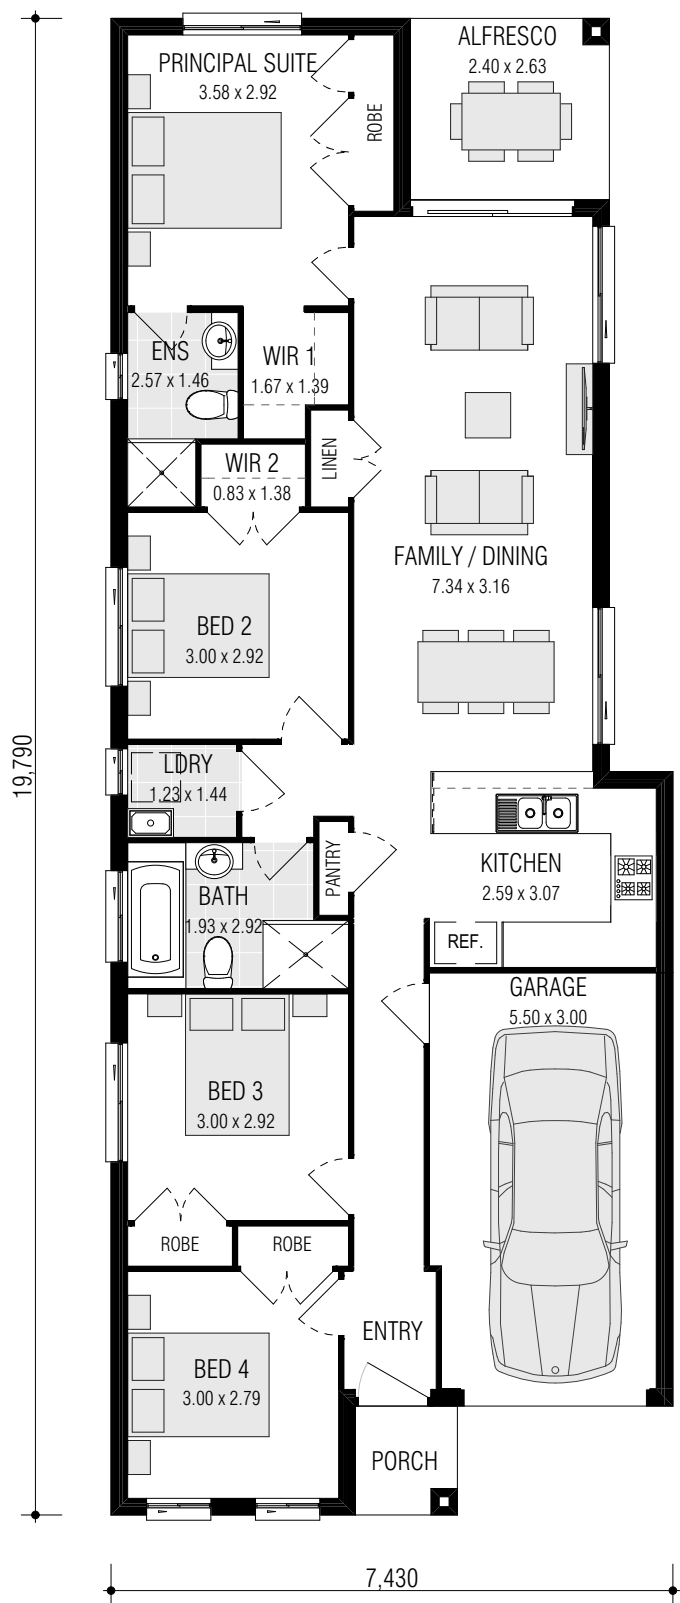 ALFRESCO
2.40 x 2.63
PRINCIPAL SUITE
3.58 x 2.92
ROBE
ENS
2.57 x 1.46
WIR 1
1.67 x 1.39
LINEN
WIR 2
0.83 x 1.38
FAMILY / DINING
7.34 x 3.16
BED 2
3.00 x 2.92
19,790
LDRY
1.23 x 1.44
PANTRY
KITCHEN
2.59 x 3.07
BATH
1.93 x 2.92
REF.
GARAGE
5.50 x 3.00
BED 3
3.00 x 2.92
ROBE
ROBE
ENTRY
BED 4
3.00 x 2.79
PORCH
7,430